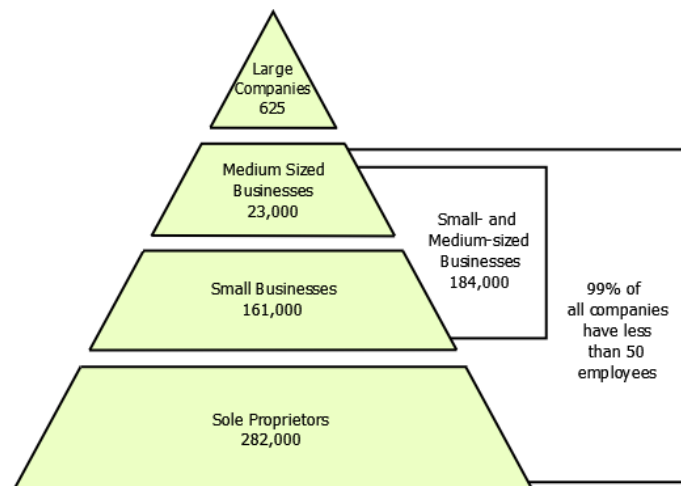 Large
Companies
625
Medium Sized
Businesses
23,000
Small- and
Medium-sized
Businesses
184,000
Small Businesses
161,000
99% of
all companies
have less
than 50
employees
Sole Proprietors
282,000